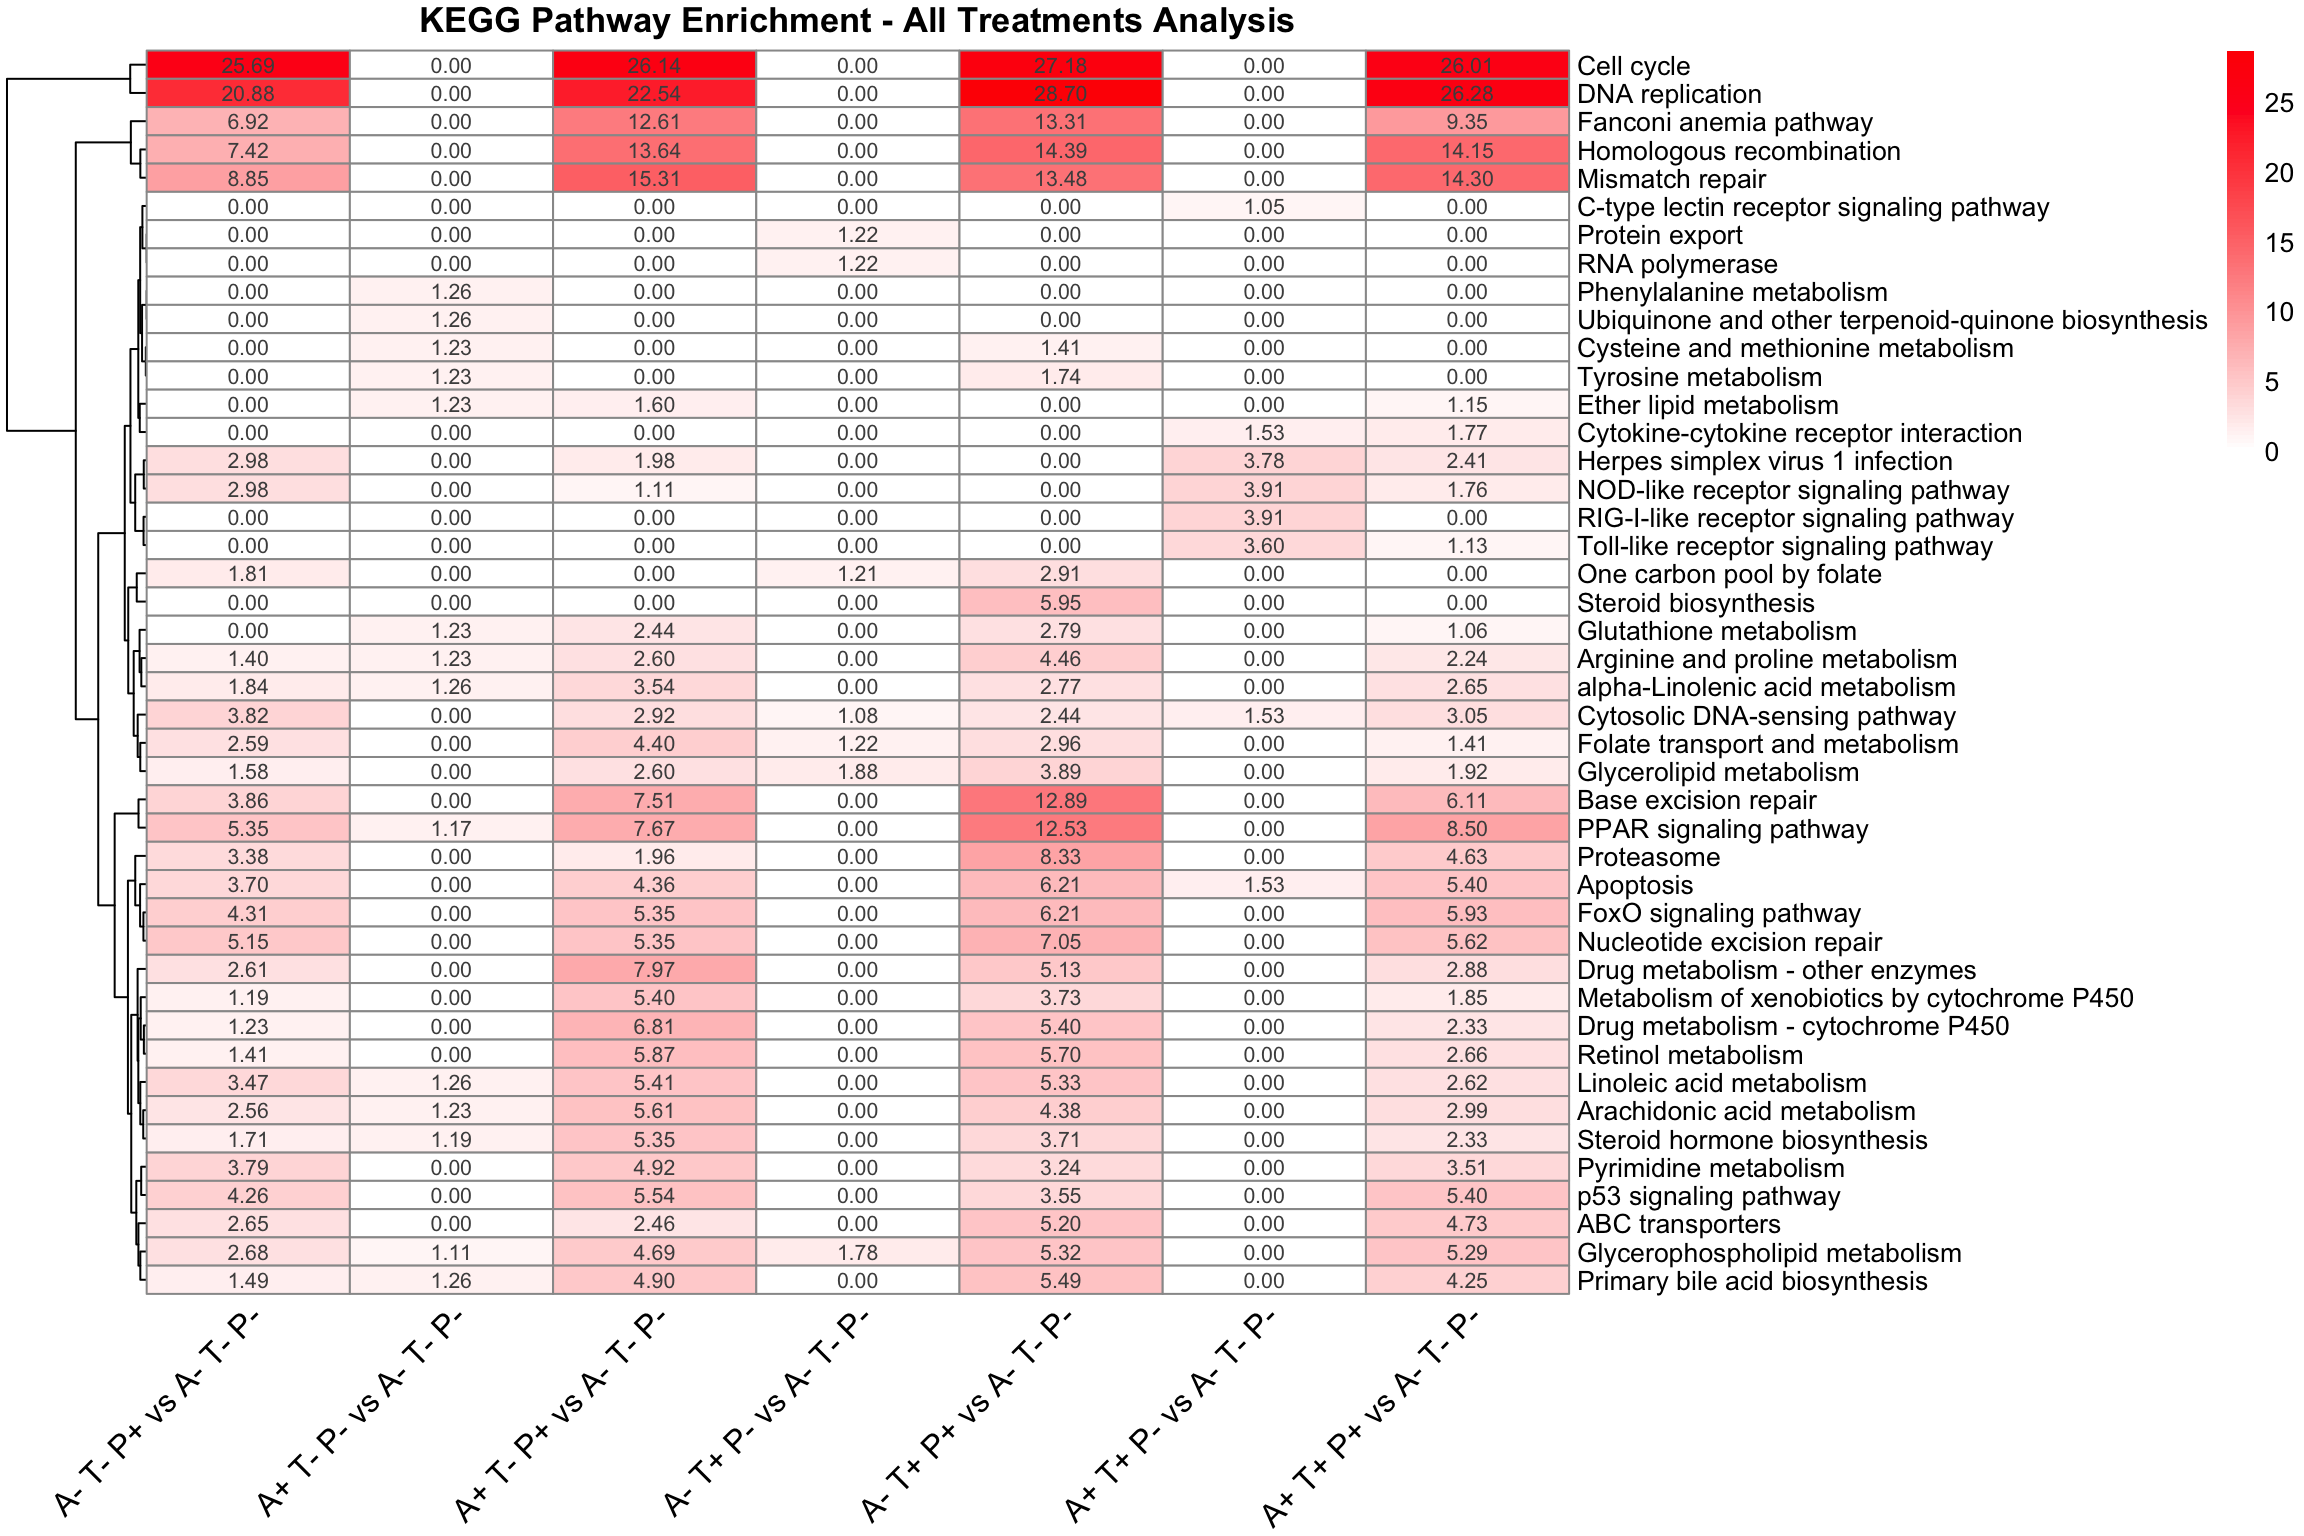 KEGG Pathway Enrichment - All Treatments Analysis
25.69 0.00 26.14 0.00 27.18 0.00 26.01 Cell cycle
20.88 0.00 22.54 0.00 28.70 0.00 26.28 DNA replication
6.92 0.00 12.61 0.00 13.31 0.00 9.35 Fanconi anemia pathway
7.42 0.00 13.64 0.00 14.39 0.00 14.15 Homologous recombination
8.85 0.00 15.31 0.00 13.48 0.00 14.30 Mismatch repair
0.00 0.00 0.00 0.00 0.00 1.05 0.00 C-type lectin receptor signaling pathway
0.00 0.00 0.00 1.22 0.00 0.00 0.00 Protein export
0.00 0.00 0.00 1.22 0.00 0.00 0.00 RNA polymerase
0.00 1.26 0.00 0.00 0.00 0.00 0.00 Phenylalanine metabolism
0.00 1.26 0.00 0.00 0.00 0.00 0.00 Ubiquinone and other terpenoid-quinone biosynthesis
0.00 1.23 0.00 0.00 1.41 0.00 0.00 Cysteine and methionine metabolism
0.00 1.23 0.00 0.00 1.74 0.00 0.00 Tyrosine metabolism
0.00 1.23 1.60 0.00 0.00 0.00 1.15 Ether lipid metabolism
0.00 0.00 0.00 0.00 0.00 1.53 1.77 Cytokine-cytokine receptor interaction
2.98 0.00 1.98 0.00 0.00 3.78 2.41 Herpes simplex virus 1 infection
2.98 0.00 1.11 0.00 0.00 3.91 1.76 NOD-like receptor signaling pathway
0.00 0.00 0.00 0.00 0.00 3.91 0.00 RIG-I-like receptor signaling pathway
0.00 0.00 0.00 0.00 0.00 3.60 1.13 Toll-like receptor signaling pathway
1.81 0.00 0.00 1.21 2.91 0.00 0.00 One carbon pool by folate
0.00 0.00 0.00 0.00 5.95 0.00 0.00 Steroid biosynthesis
0.00 1.23 2.44 0.00 2.79 0.00 1.06 Glutathione metabolism
1.40 1.23 2.60 0.00 4.46 0.00 2.24 Arginine and proline metabolism
1.84 1.26 3.54 0.00 2.77 0.00 2.65 alpha-Linolenic acid metabolism
3.82 0.00 2.92 1.08 2.44 1.53 3.05 Cytosolic DNA-sensing pathway
2.59 0.00 4.40 1.22 2.96 0.00 1.41 Folate transport and metabolism
1.58 0.00 2.60 1.88 3.89 0.00 1.92 Glycerolipid metabolism
3.86 0.00 7.51 0.00 12.89 0.00 6.11 Base excision repair
5.35 1.17 7.67 0.00 12.53 0.00 8.50 PPAR signaling pathway
3.38 0.00 1.96 0.00 8.33 0.00 4.63 Proteasome
3.70 0.00 4.36 0.00 6.21 1.53 5.40 Apoptosis
4.31 0.00 5.35 0.00 6.21 0.00 5.93 FoxO signaling pathway
5.15 0.00 5.35 0.00 7.05 0.00 5.62 Nucleotide excision repair
2.61 0.00 7.97 0.00 5.13 0.00 2.88 Drug metabolism - other enzymes
1.19 0.00 5.40 0.00 3.73 0.00 1.85 Metabolism of xenobiotics by cytochrome P450
1.23 0.00 6.81 0.00 5.40 0.00 2.33 Drug metabolism - cytochrome P450
1.41 0.00 5.87 0.00 5.70 0.00 2.66 Retinol metabolism
3.47 1.26 5.41 0.00 5.33 0.00 2.62 Linoleic acid metabolism
2.56 1.23 5.61 0.00 4.38 0.00 2.99 Arachidonic acid metabolism
1.71 1.19 5.35 0.00 3.71 0.00 2.33 Steroid hormone biosynthesis
3.79 0.00 4.92 0.00 3.24 0.00 3.51 Pyrimidine metabolism
4.26 0.00 5.54 0.00 3.55 0.00 5.40 p53 signaling pathway
2.65 0.00 2.46 0.00 5.20 0.00 4.73 ABC transporters
2.68 1.11 4.69 1.78 5.32 0.00 5.29 Glycerophospholipid metabolism
1.49 1.26 4.90 0.00 5.49 0.00 4.25 Primary bile acid biosynthesis
A- T- P+ vs A- T- P-
A+ T- P- vs A- T- P-
A+ T- P+ vs A- T- P-
A- T+ P- vs A- T- P-
A- T+ P+ vs A- T- P-
A+ T+ P- vs A- T- P-
A+ T+ P+ vs A- T- P-
25
20
15
10
5
0